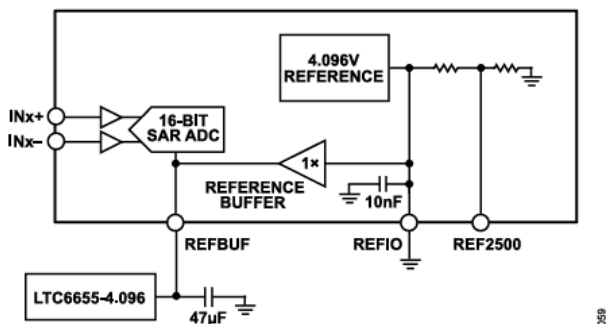 4.096V
REFERENCE
INx+
INx–
16-BIT
SAR ADC
1×
REFERENCE
BUFFER
10nF
REFBUF
REFIO
REF2500
LTC6655-4.096
47µF
059